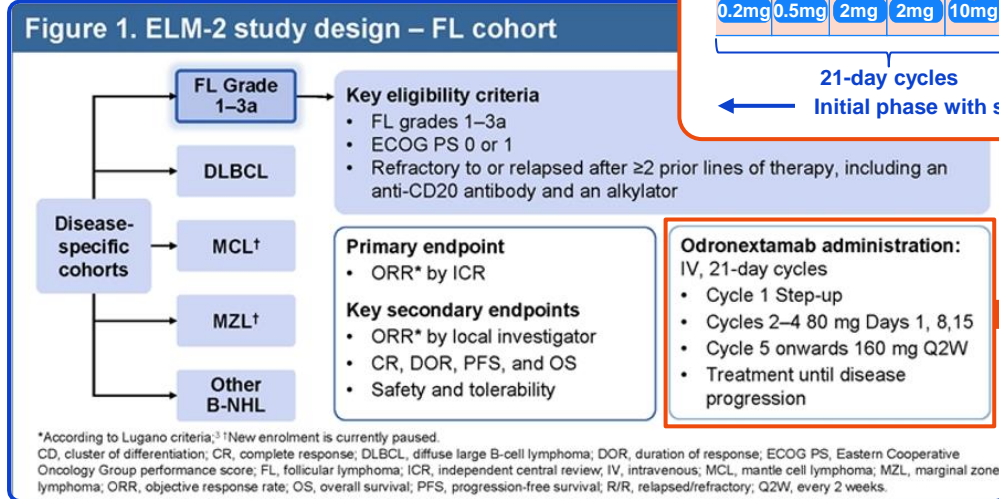 0.2mg 0.5mg 2mg 2mg 10mg
21-day cycles
Initial phase with s
Figure 1. ELM-2 study design – FL cohort
FL Grade
1–3a
DLBCL
Disease-
specific
cohorts
MCL†
MZL†
Other
B-NHL
Key eligibility criteria
• FL grades 1–3a
• ECOG PS 0 or 1
• Refractory to or relapsed after ≥2 prior lines of therapy, including an
anti-CD20 antibody and an alkylator
Primary endpoint
• ORR* by ICR
Key secondary endpoints
• ORR* by local investigator
• CR, DOR, PFS, and OS
• Safety and tolerability
Odronextamab administration:
IV, 21-day cycles
• Cycle 1 Step-up
• Cycles 2–4 80 mg Days 1, 8,15
• Cycle 5 onwards 160 mg Q2W
• Treatment until disease
progression
*According to Lugano criteria;³ †New enrolment is currently paused.
CD, cluster of differentiation; CR, complete response; DLBCL, diffuse large B-cell lymphoma; DOR, duration of response; ECOG PS, Eastern Cooperative
Oncology Group performance score; FL, follicular lymphoma; ICR, independent central review; IV, intravenous; MCL, mantle cell lymphoma; MZL, marginal zone
lymphoma; ORR, objective response rate; OS, overall survival; PFS, progression-free survival; R/R, relapsed/refractory; Q2W, every 2 weeks.